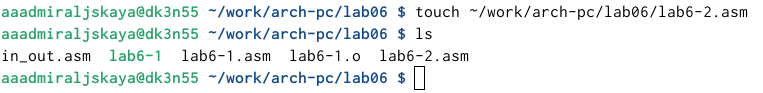 aaadmiraljskaya@dk3n55 ~/work/arch-pc/lab06 $ touch ~/work/arch-pc/lab06/lab6-2.asm
aaadmiraljskaya@dk3n55 ~/work/arch-pc/lab06 $ ls
in_out.asm  lab6-1  lab6-1.asm  lab6-1.o  lab6-2.asm
aaadmiraljskaya@dk3n55 ~/work/arch-pc/lab06 $